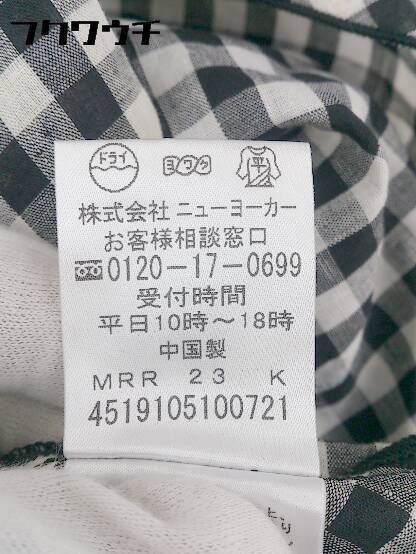 フクウクチ
ドライ ヨワク 平
株式会社 ニューヨーカー
お客様相談窓口
0120-17-0699
受付時間
平日10時～18時
中国製
MRR 23 K
4519105100721